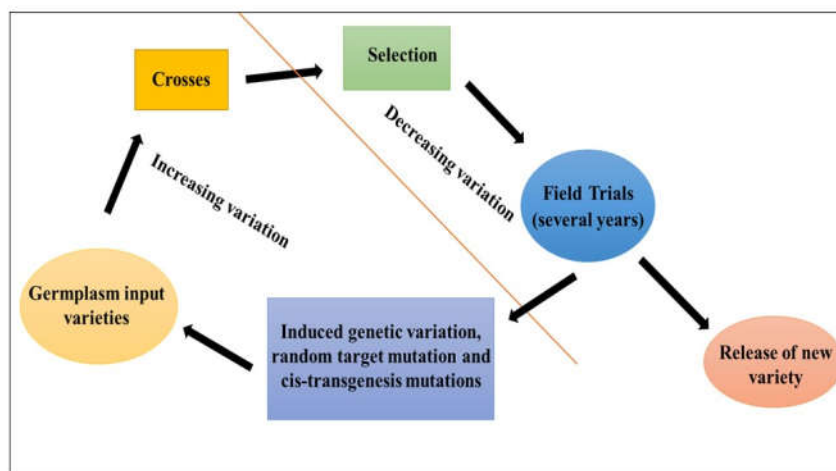 Crosses
Selection
Increasing variation
Decreasing variation
Field Trials
(several years)
Germplasm input
varieties
Induced genetic variation,
random target mutation and
cis-transgenesis mutations
Release of new
variety